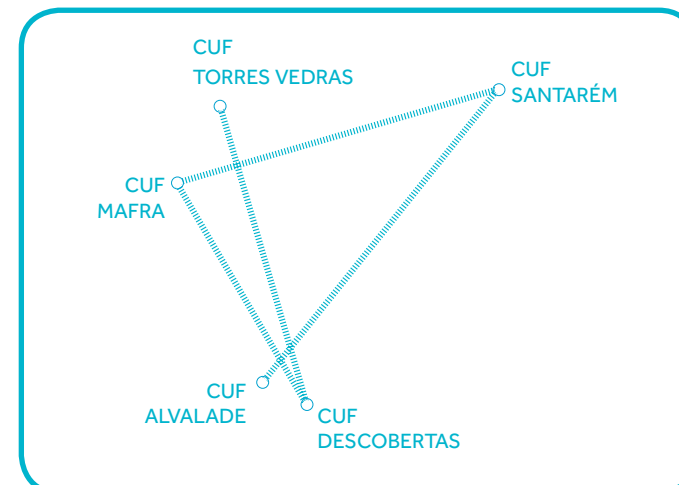 CUF
TORRES VEDRAS
CUF
SANTARÉM
CUF
MAFRA
CUF
ALVALADE
CUF
DESCOBERTAS